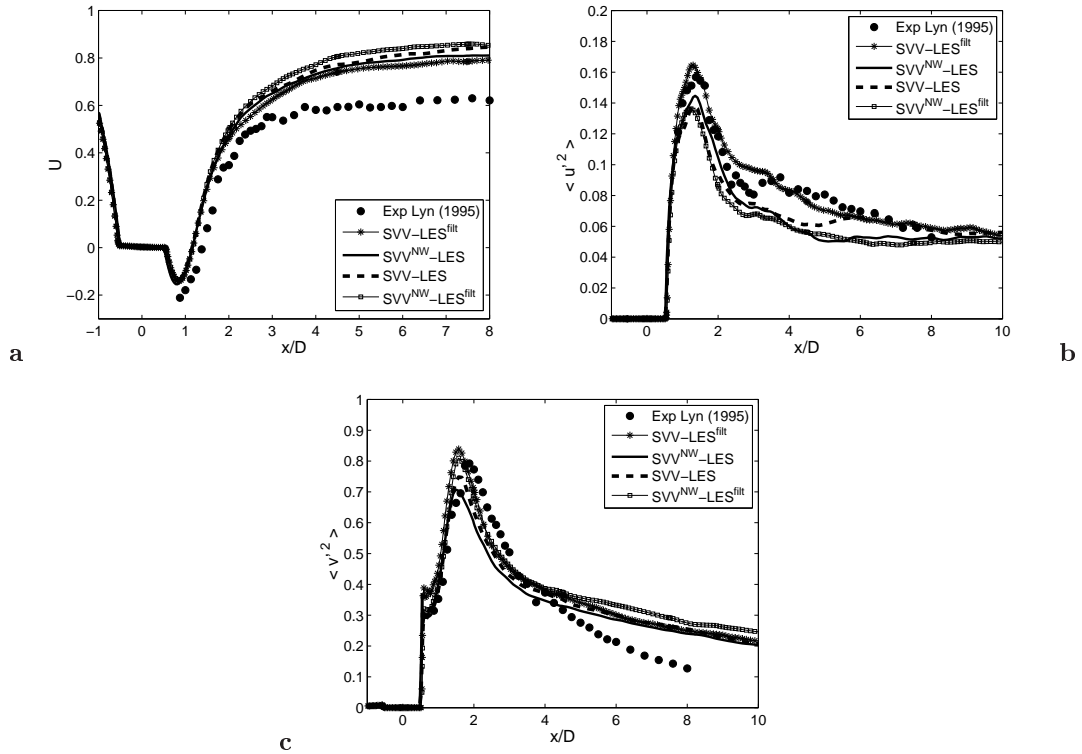 1
0.8
0.6
0.4
0.2
0
−0.2
U
−1
0
1
2
3
4
5
6
7
8
x/D
Exp Lyn (1995)
SVV−LES^filt
SVV^NW−LES
SVV−LES
SVV^NW−LES^filt
a
0.2
0.18
0.16
0.14
0.12
0.1
0.08
0.06
0.04
0.02
0
< u'^2 >
0
2
4
6
8
10
x/D
Exp Lyn (1995)
SVV−LES^filt
SVV^NW−LES
SVV−LES
SVV^NW−LES^filt
b
1
0.9
0.8
0.7
0.6
0.5
0.4
0.3
0.2
0.1
0
< v'^2 >
0
2
4
6
8
10
x/D
Exp Lyn (1995)
SVV−LES^filt
SVV^NW−LES
SVV−LES
SVV^NW−LES^filt
c